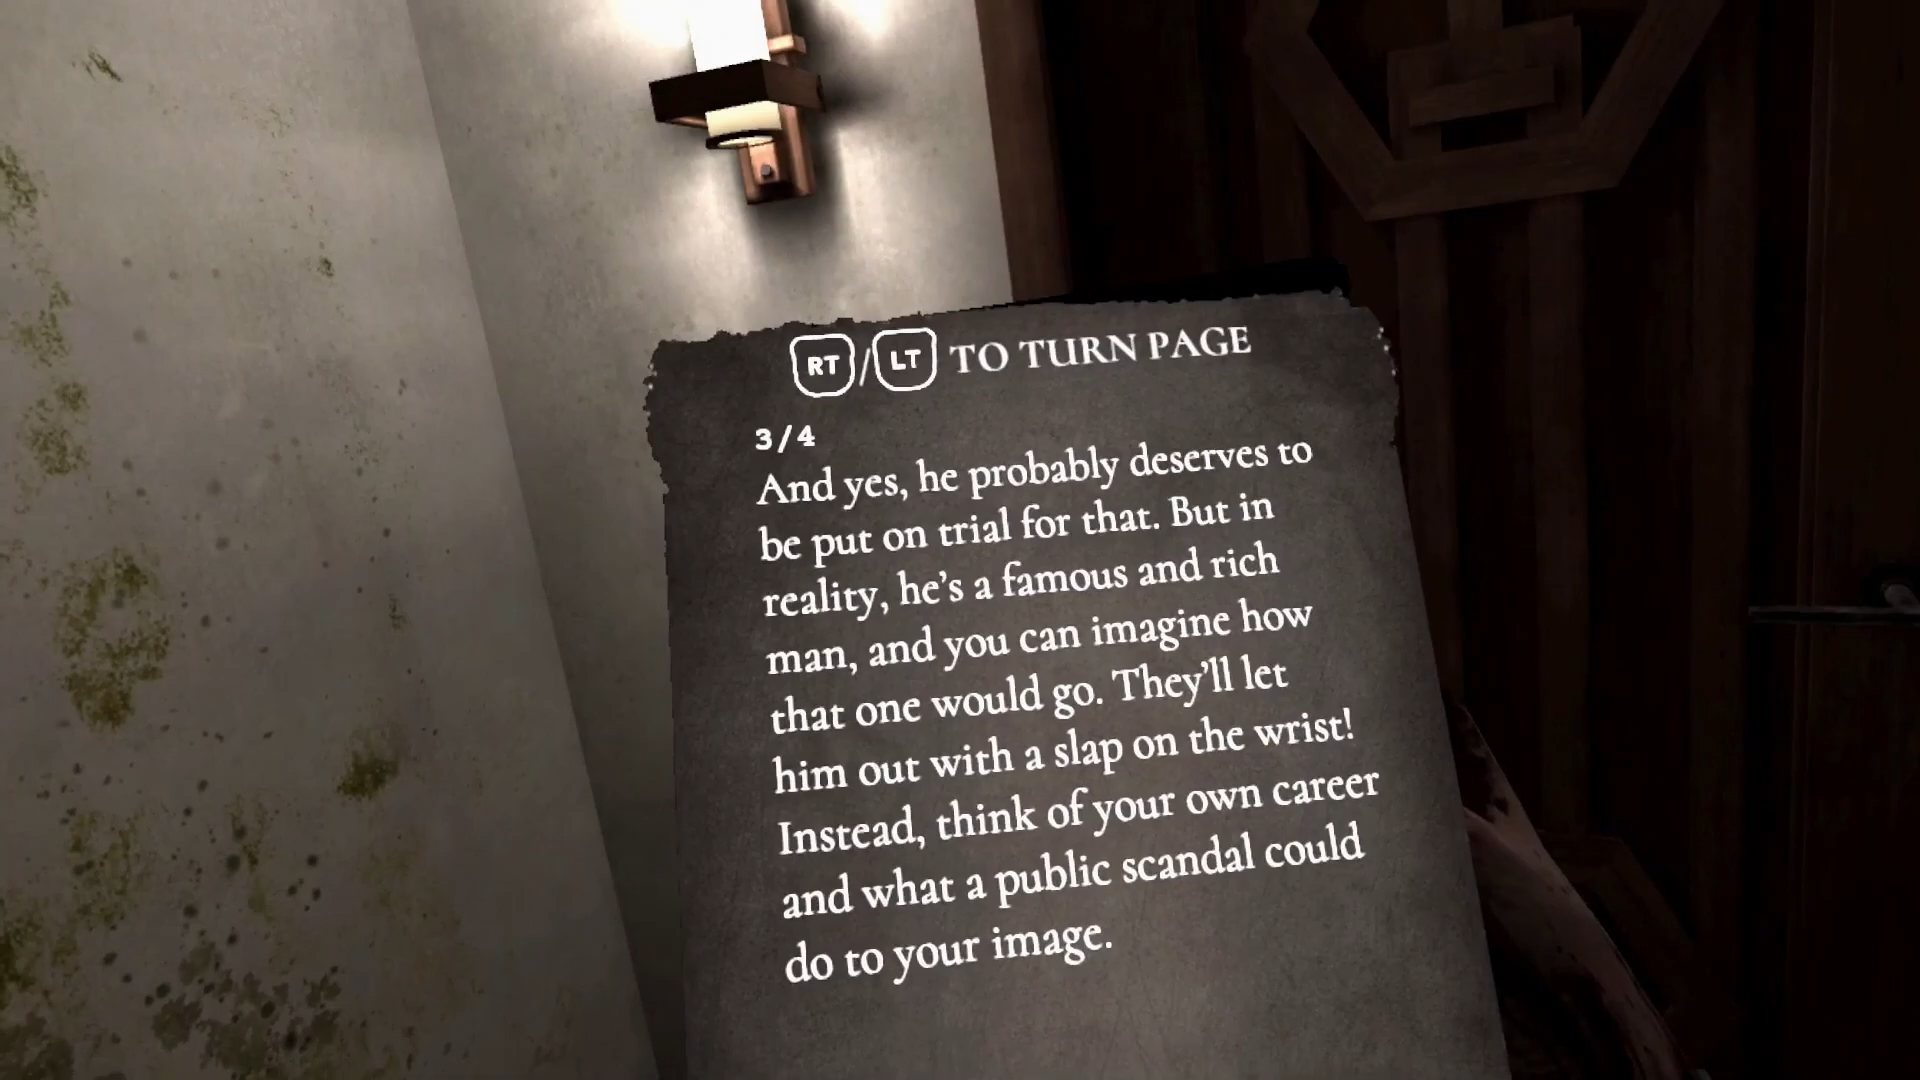 RT/LT TO TURN PAGE
3/4
And yes, he probably deserves to
be put on trial for that. But in
reality, he's a famous and rich
man, and you can imagine how
that one would go. They'll let
him out with a slap on the wrist!
Instead, think of your own career
and what a public scandal could
do to your image.